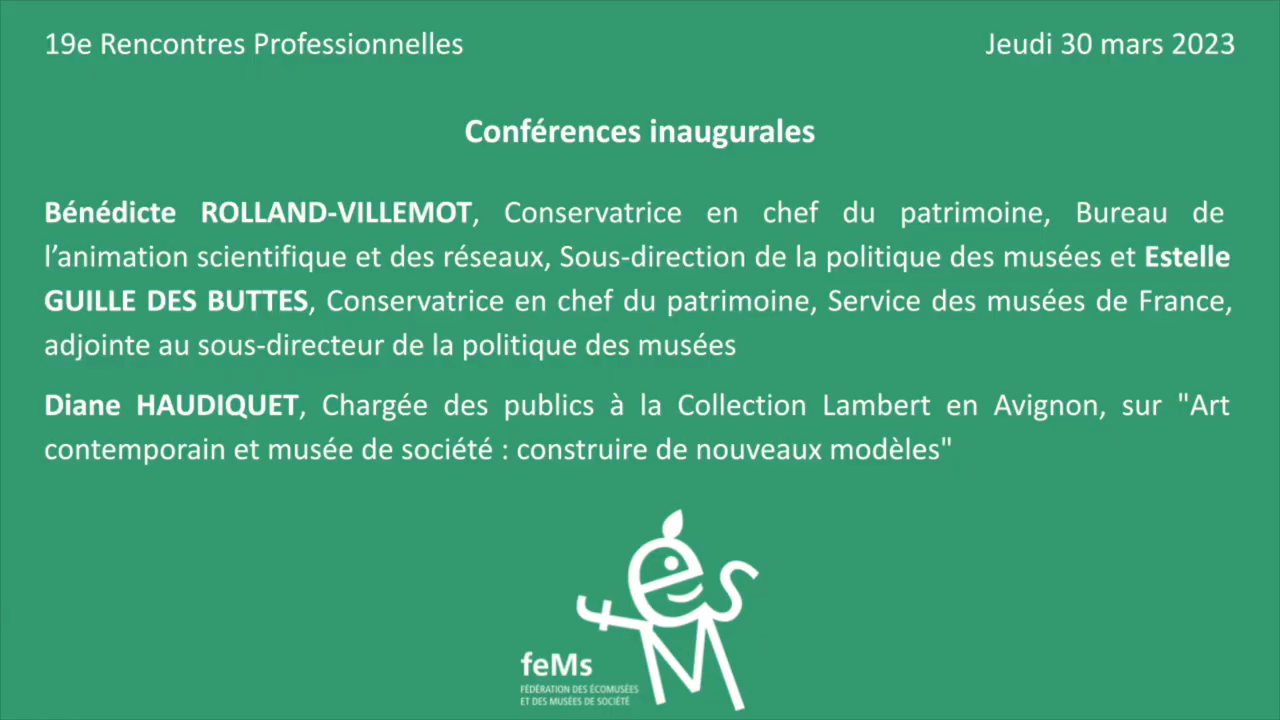 19e Rencontres Professionnelles
Jeudi 30 mars 2023
Conférences inaugurales
Bénédicte ROLLAND-VILLEMOT, Conservatrice en chef du patrimoine, Bureau de
l’animation scientifique et des réseaux, Sous-direction de la politique des musées et Estelle
GUILLE DES BUTTES, Conservatrice en chef du patrimoine, Service des musées de France,
adjointe au sous-directeur de la politique des musées
Diane HAUDIQUET, Chargée des publics à la Collection Lambert en Avignon, sur "Art
contemporain et musée de société : construire de nouveaux modèles"
feMs
FÉDÉRATION DES ÉCOMUSÉES
ET DES MUSÉES DE SOCIÉTÉ